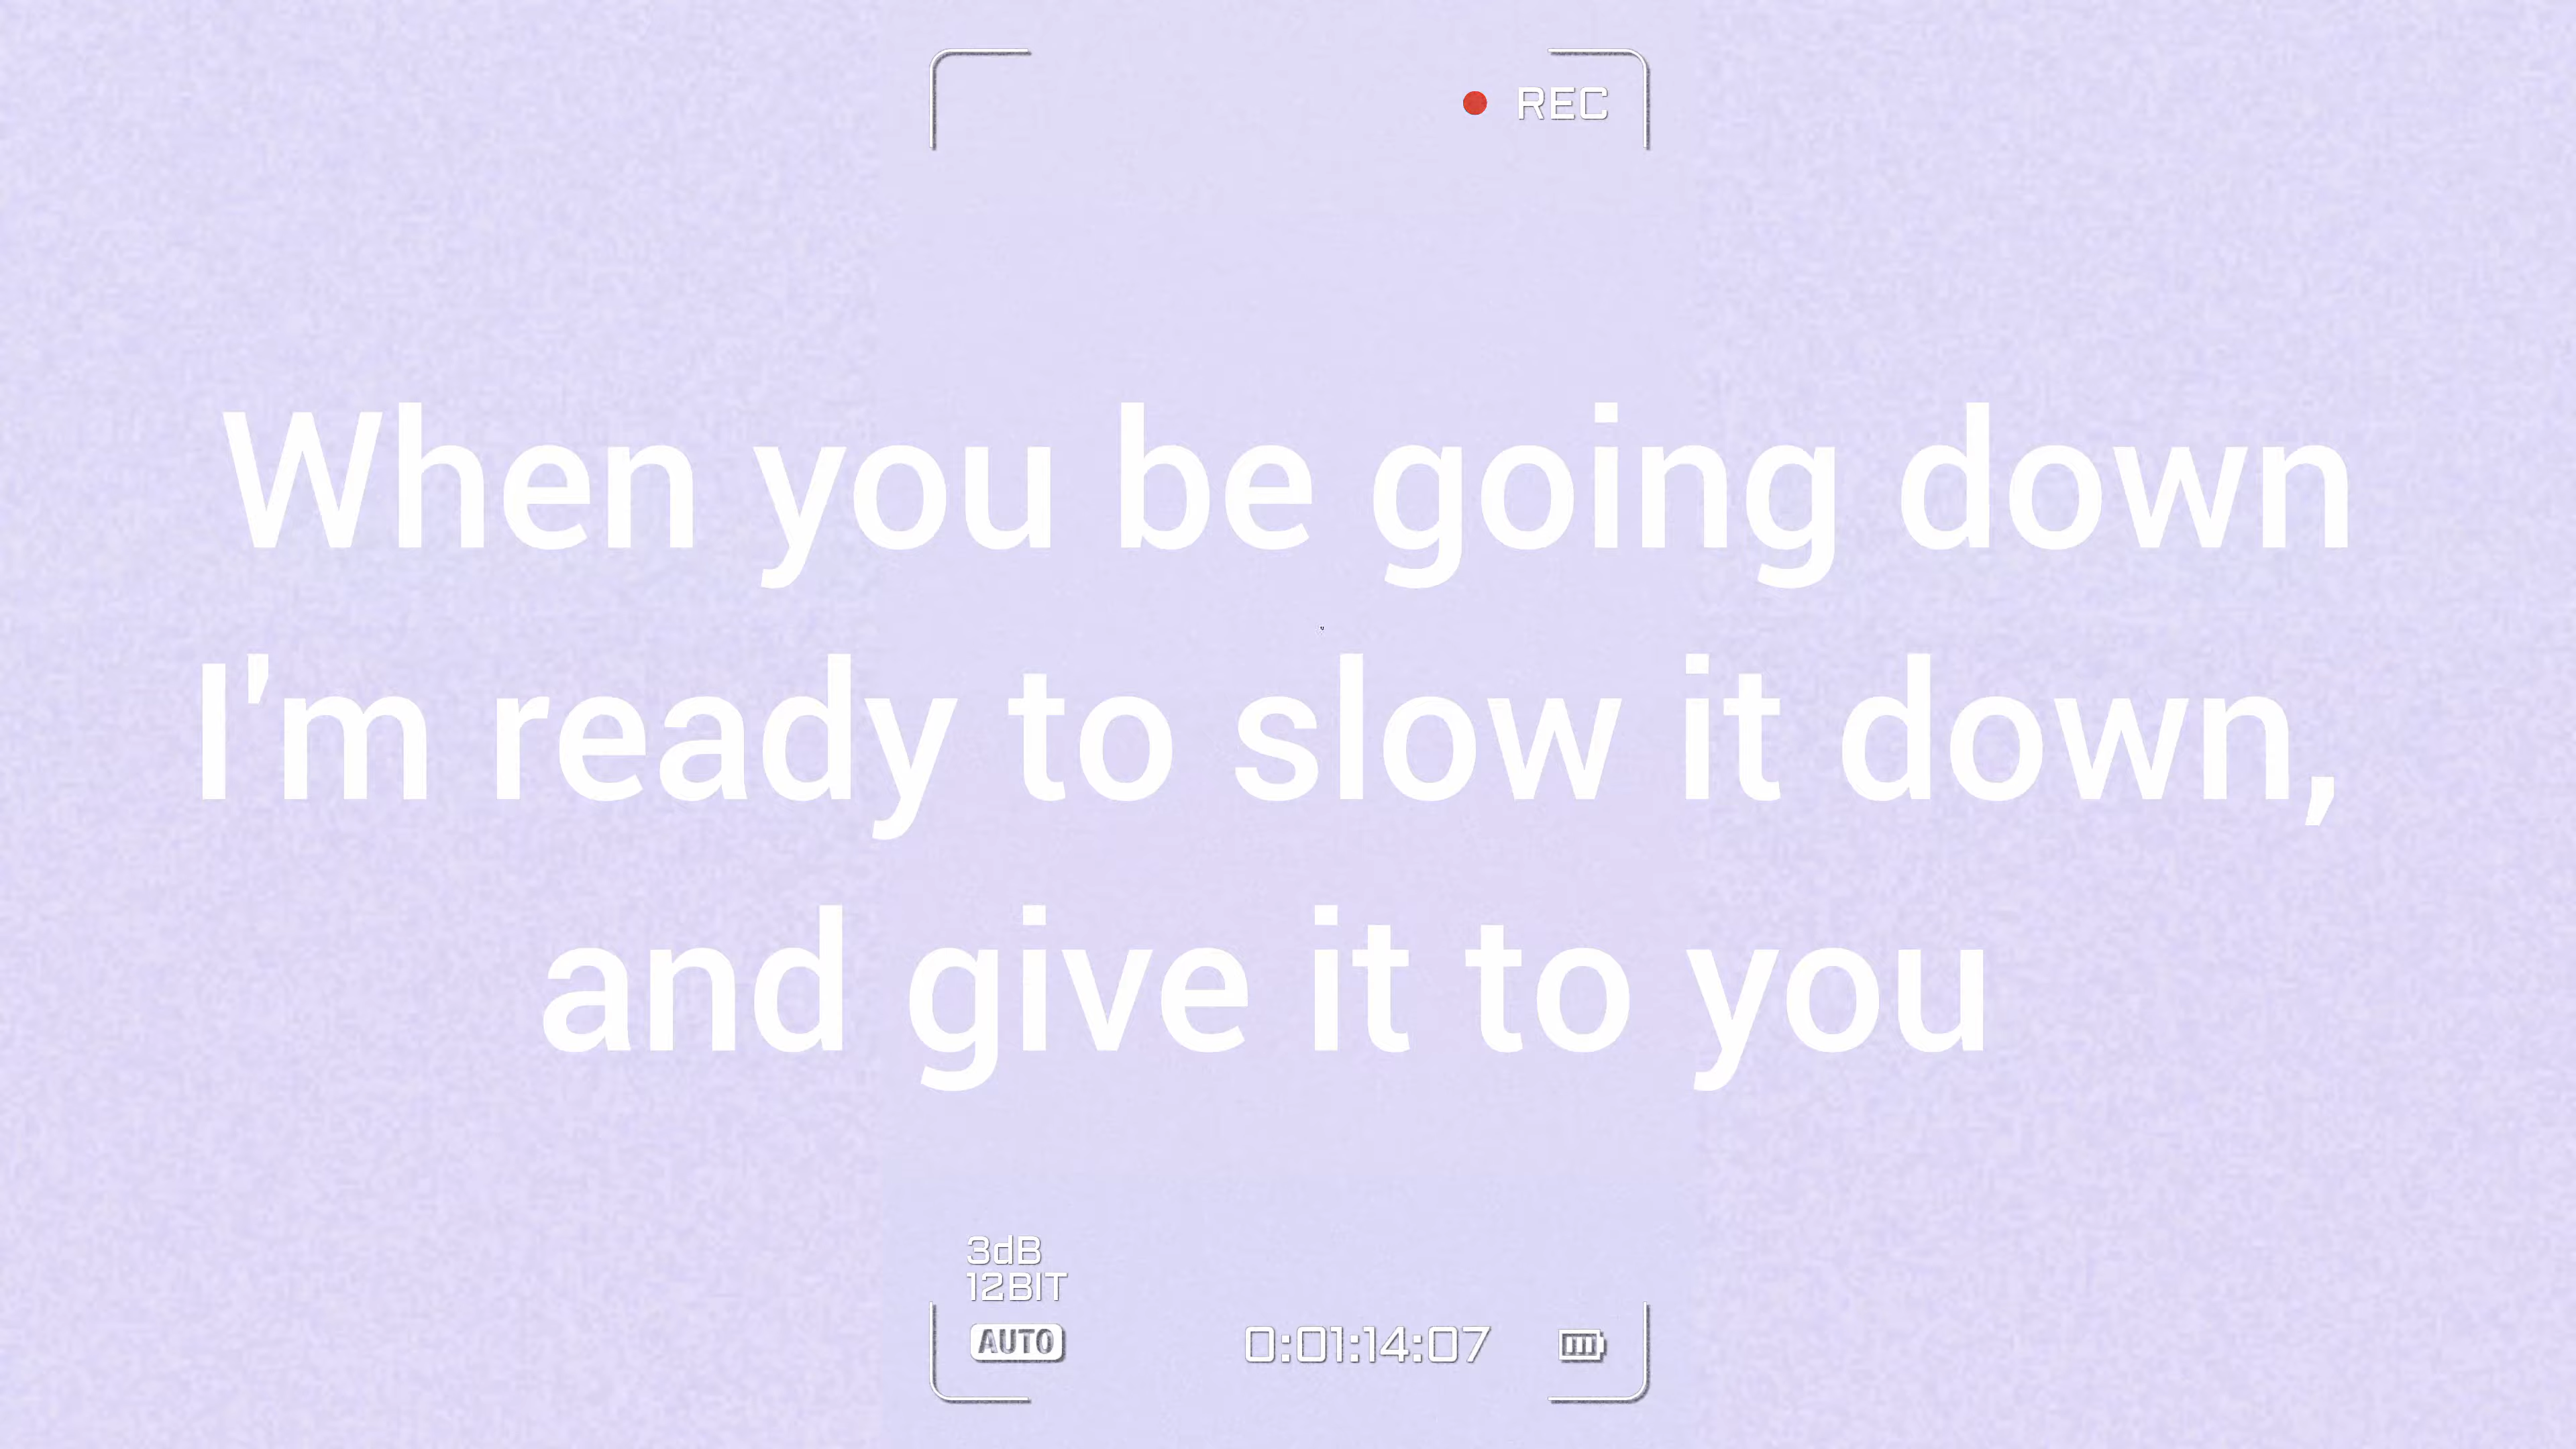 REC
When you be going down
I'm ready to slow it down,
and give it to you
3dB
12BIT
AUTO
0:01:14:07